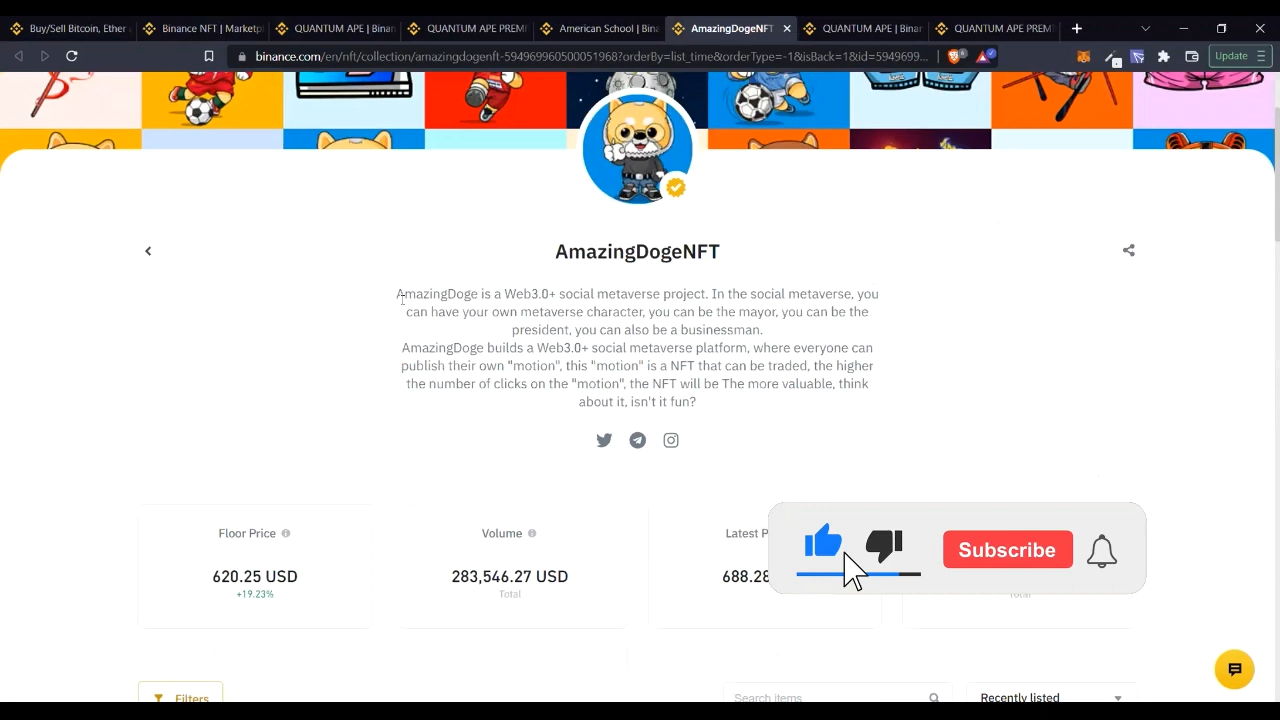 Buy/Sell Bitcoin, Ether
Binance NFT | Marketp
QUANTUM APE | Binan
QUANTUM APE PREMI
American School | Bina
AmazingDogeNFT
QUANTUM APE | Binan
QUANTUM APE PREMI
binance.com/en/nft/collection/amazingdogenft-594969965000519​68?orderBy=list_time&orderType=-1&isBack=1&id=5949699...
Update
AmazingDogeNFT
AmazingDoge is a Web3.0+ social metaverse project. In the social metaverse, you
can have your own metaverse character, you can be the mayor, you can be the
president, you can also be a businessman.
AmazingDoge builds a Web3.0+ social metaverse platform, where everyone can
publish their own "motion", this "motion" is a NFT that can be traded, the higher
the number of clicks on the "motion", the NFT will be The more valuable, think
about it, isn't it fun?
Floor Price
Volume
Latest P
620.25 USD
283,546.27 USD
688.28
+19.23%
Total
Total
Subscribe
Filters
Search items
Recently listed